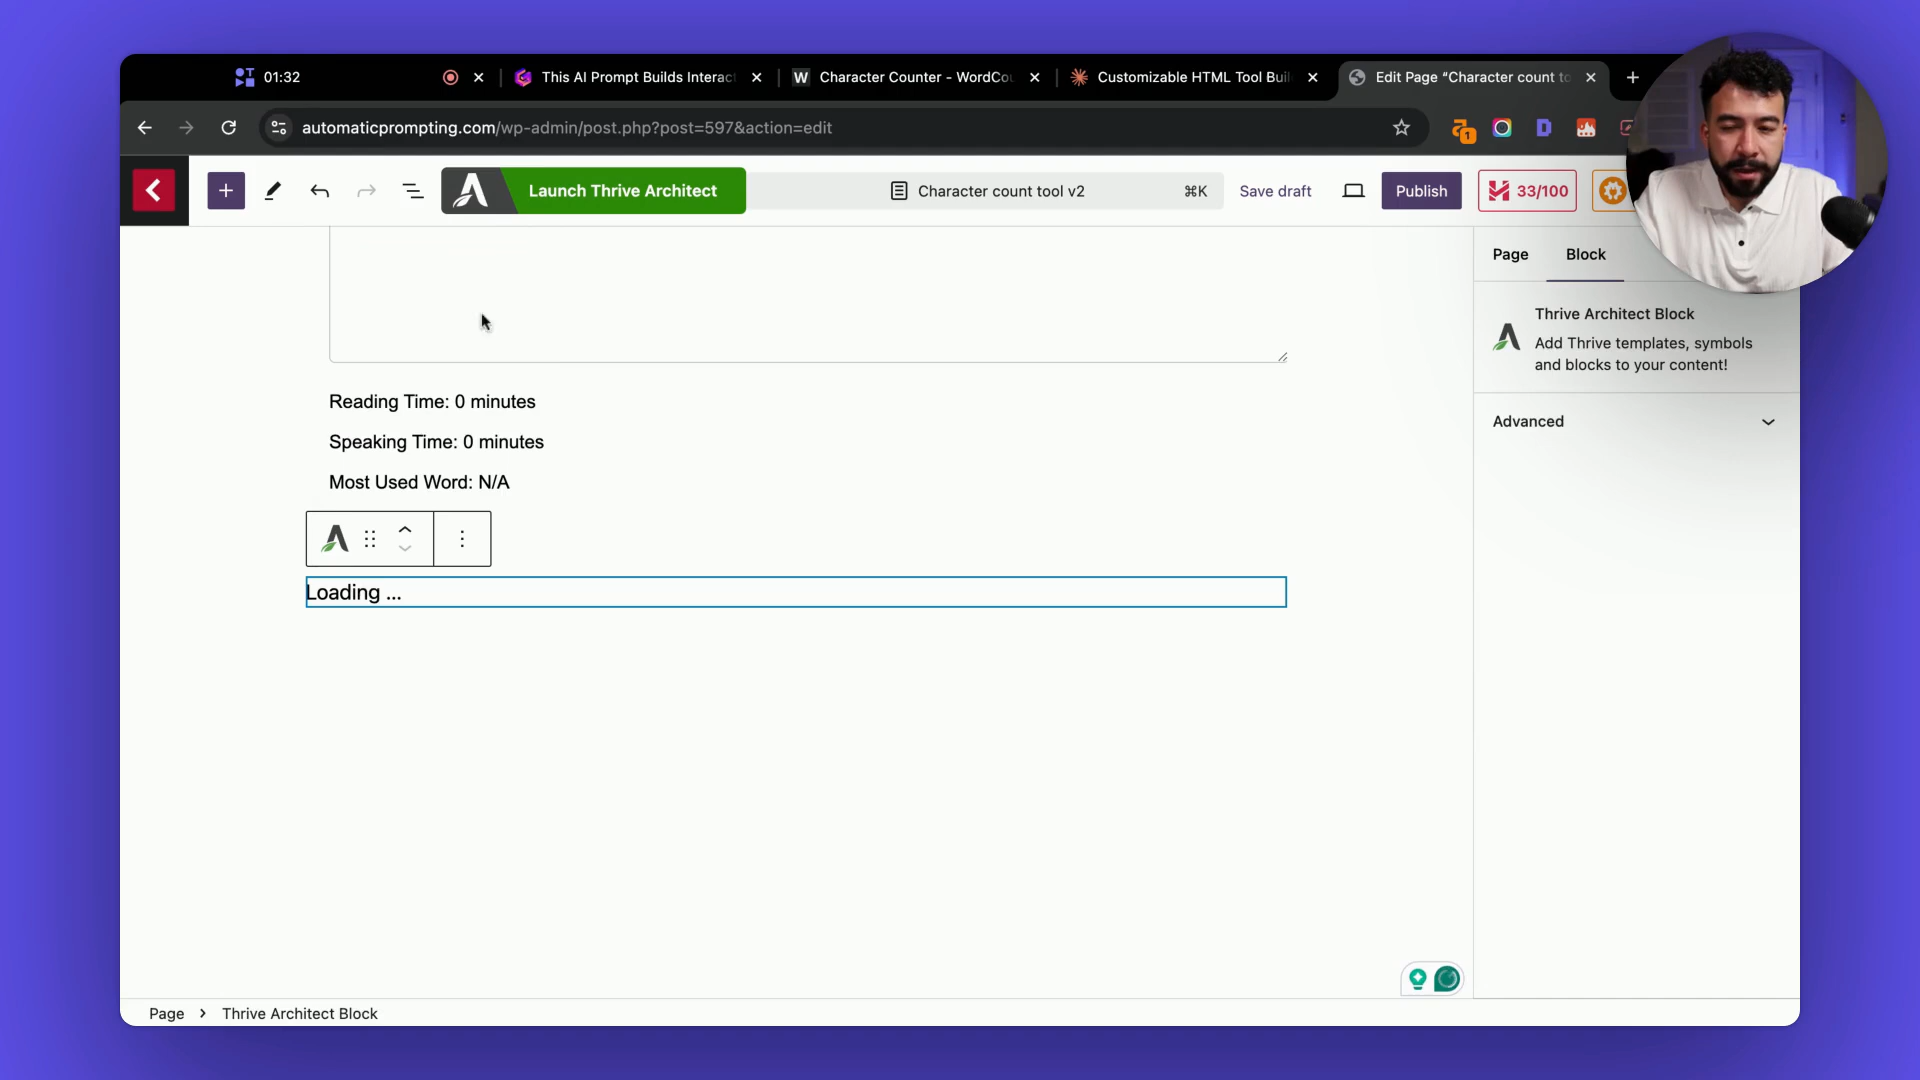 01:32
This AI Prompt Builds Interac
Character Counter - WordCou
Customizable HTML Tool Buil
Edit Page “Character count to
automaticprompting.com/wp-admin/post.php?post=597&action=edit
1
Launch Thrive Architect
Character count tool v2
⌘K
Save draft
Publish
33/100
Page
Block
Thrive Architect Block
Add Thrive templates, symbols
and blocks to your content!
Advanced
Reading Time: 0 minutes
Speaking Time: 0 minutes
Most Used Word: N/A
Loading ...
Page
Thrive Architect Block